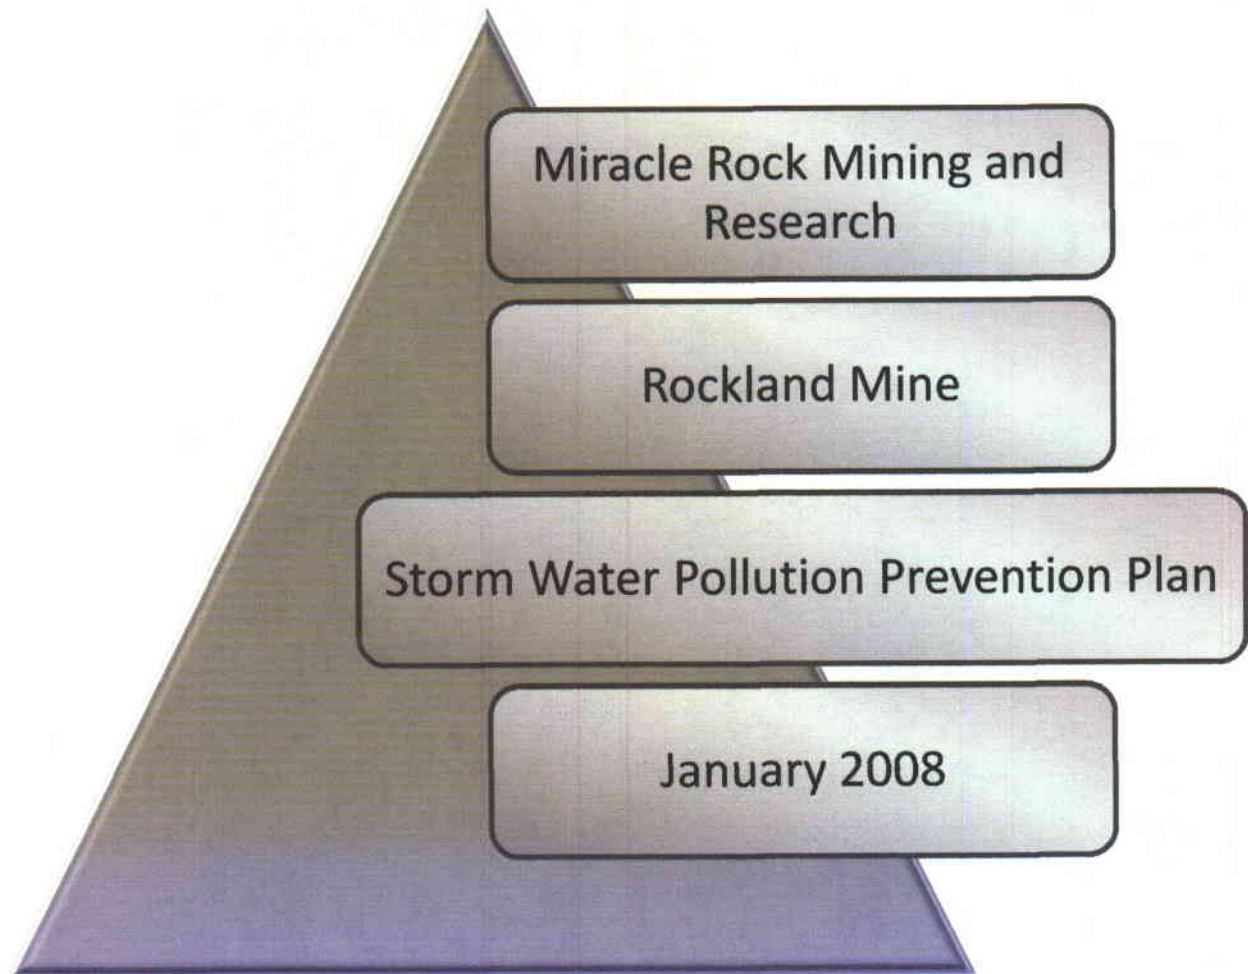 Miracle Rock Mining and
Research
Rockland Mine
Storm Water Pollution Prevention Plan
January 2008